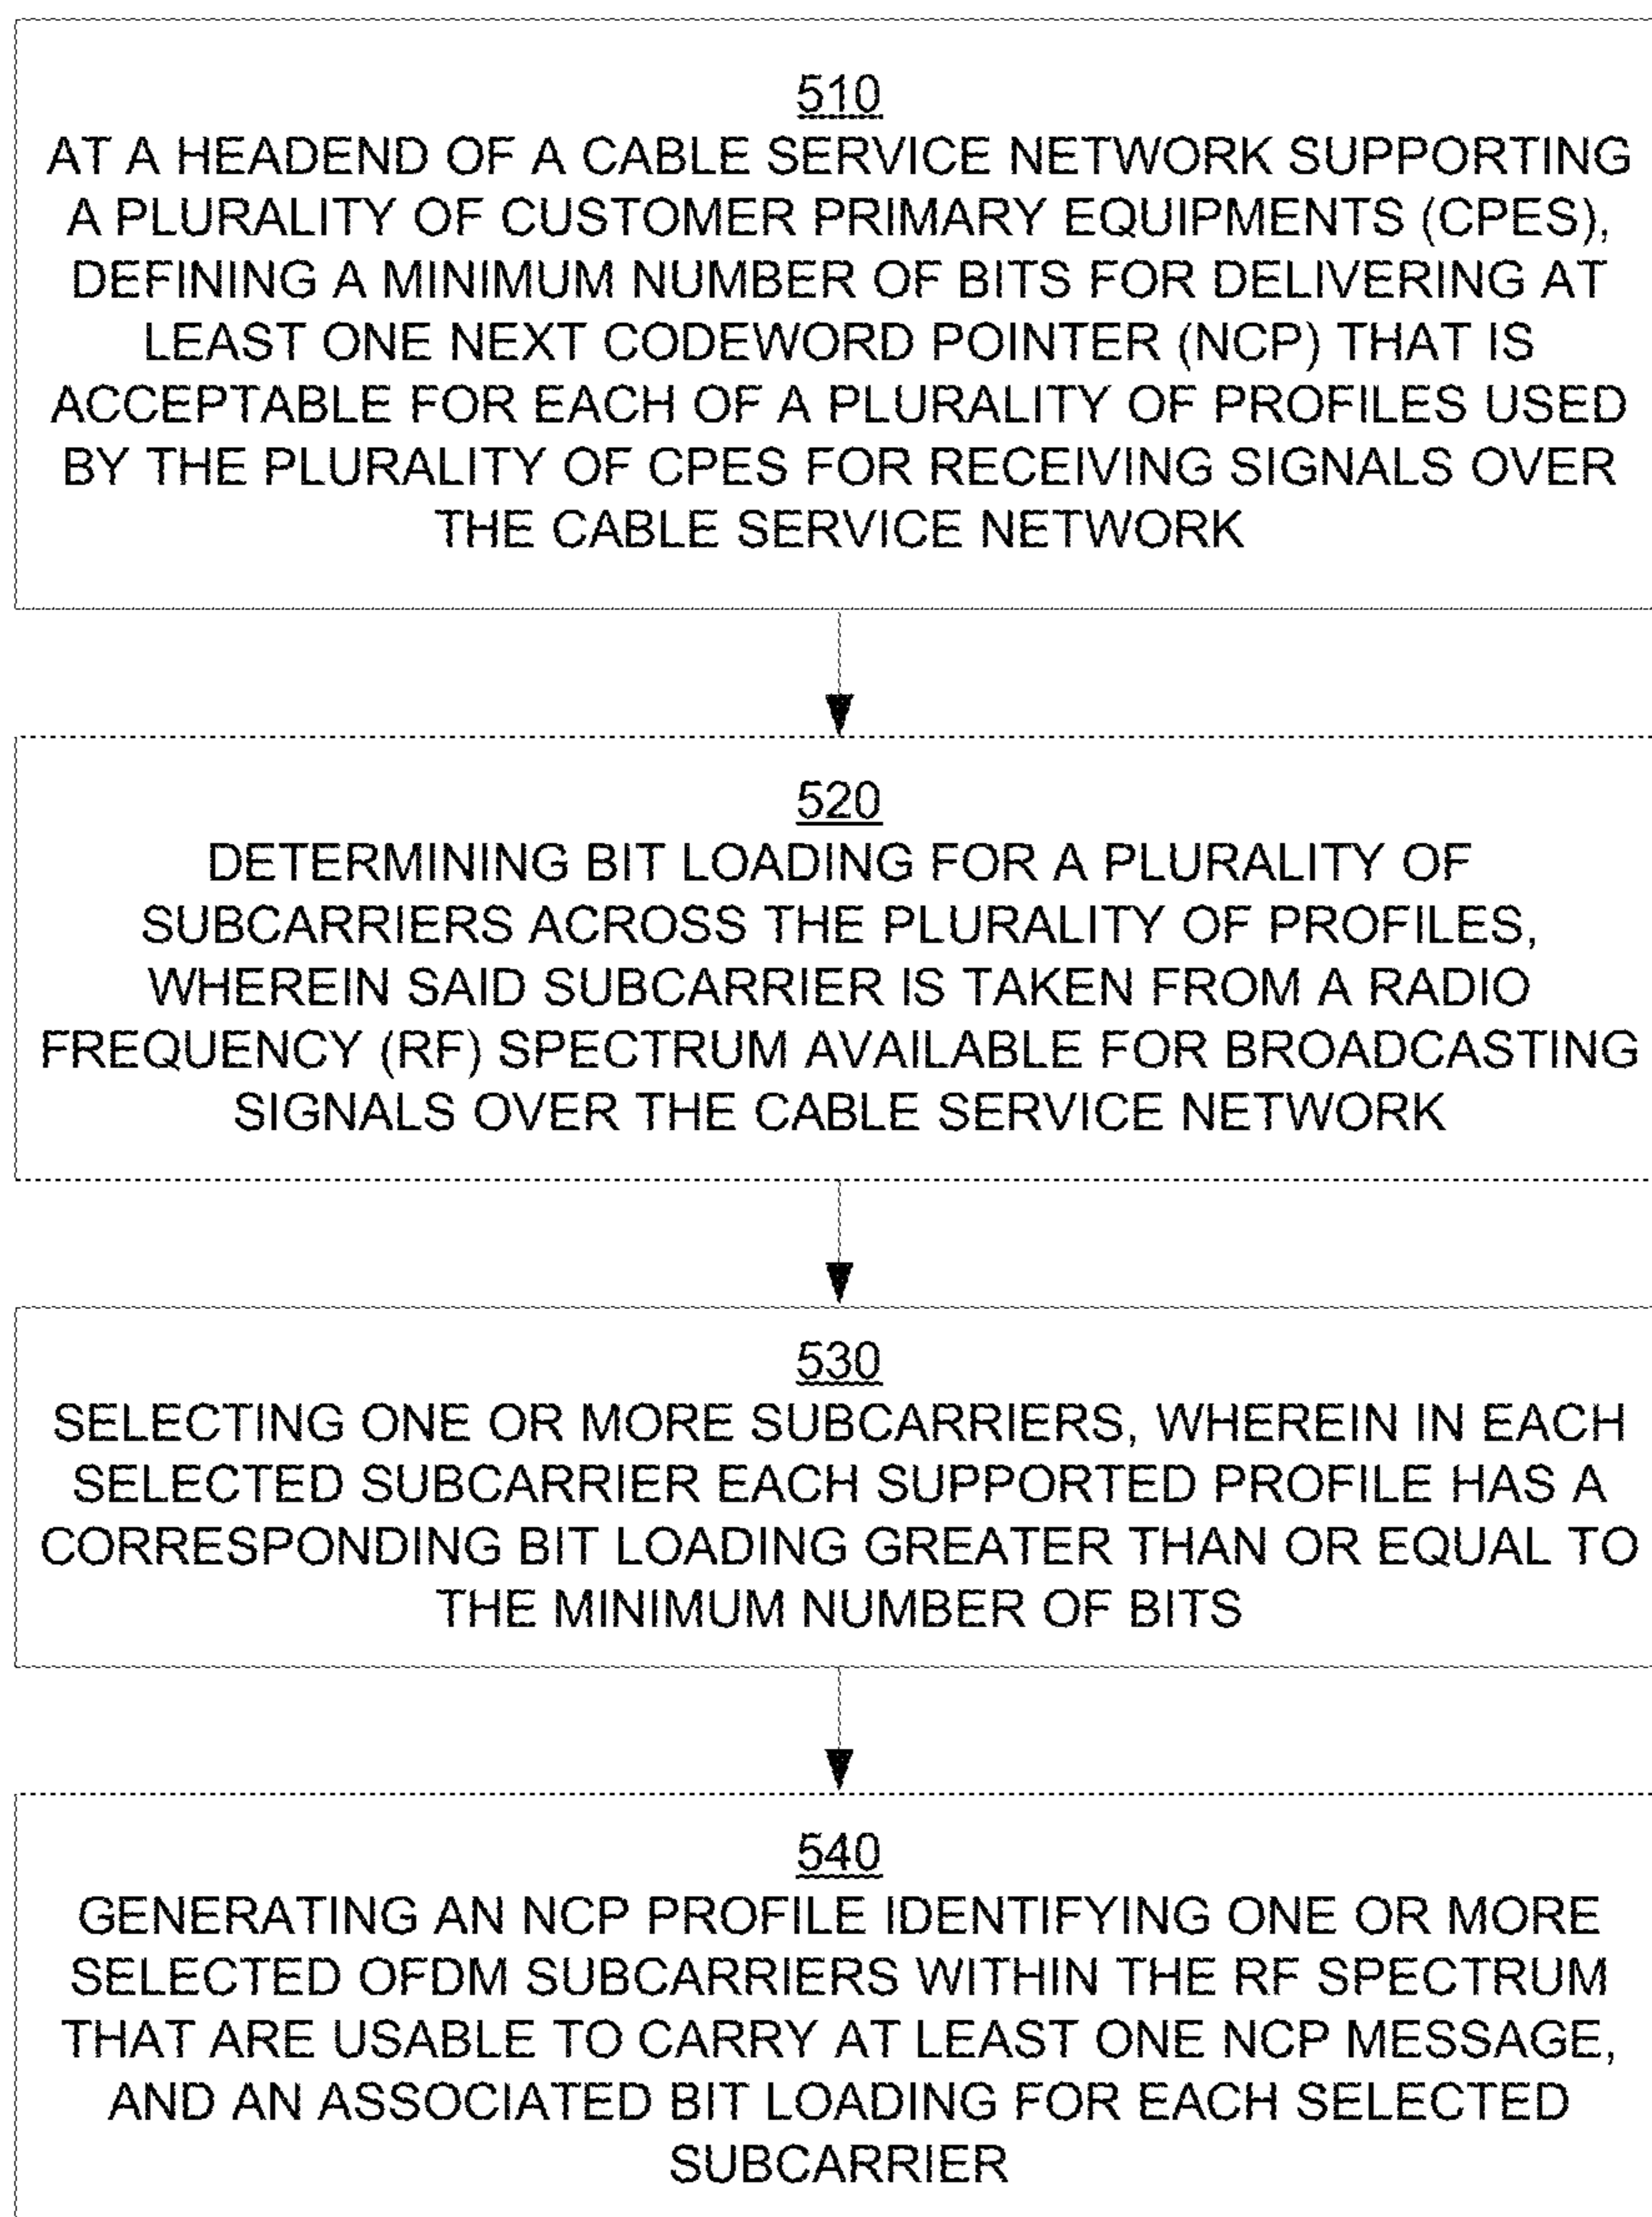 510
AT A HEADEND OF A CABLE SERVICE NETWORK SUPPORTING
A PLURALITY OF CUSTOMER PRIMARY EQUIPMENTS (CPES),
DEFINING A MINIMUM NUMBER OF BITS FOR DELIVERING AT
LEAST ONE NEXT CODEWORD POINTER (NCP) THAT IS
ACCEPTABLE FOR EACH OF A PLURALITY OF PROFILES USED
BY THE PLURALITY OF CPES FOR RECEIVING SIGNALS OVER
THE CABLE SERVICE NETWORK
520
DETERMINING BIT LOADING FOR A PLURALITY OF
SUBCARRIERS ACROSS THE PLURALITY OF PROFILES,
WHEREIN SAID SUBCARRIER IS TAKEN FROM A RADIO
FREQUENCY (RF) SPECTRUM AVAILABLE FOR BROADCASTING
SIGNALS OVER THE CABLE SERVICE NETWORK
530
SELECTING ONE OR MORE SUBCARRIERS, WHEREIN IN EACH
SELECTED SUBCARRIER EACH SUPPORTED PROFILE HAS A
CORRESPONDING BIT LOADING GREATER THAN OR EQUAL TO
THE MINIMUM NUMBER OF BITS
540
GENERATING AN NCP PROFILE IDENTIFYING ONE OR MORE
SELECTED OFDM SUBCARRIERS WITHIN THE RF SPECTRUM
THAT ARE USABLE TO CARRY AT LEAST ONE NCP MESSAGE,
AND AN ASSOCIATED BIT LOADING FOR EACH SELECTED
SUBCARRIER